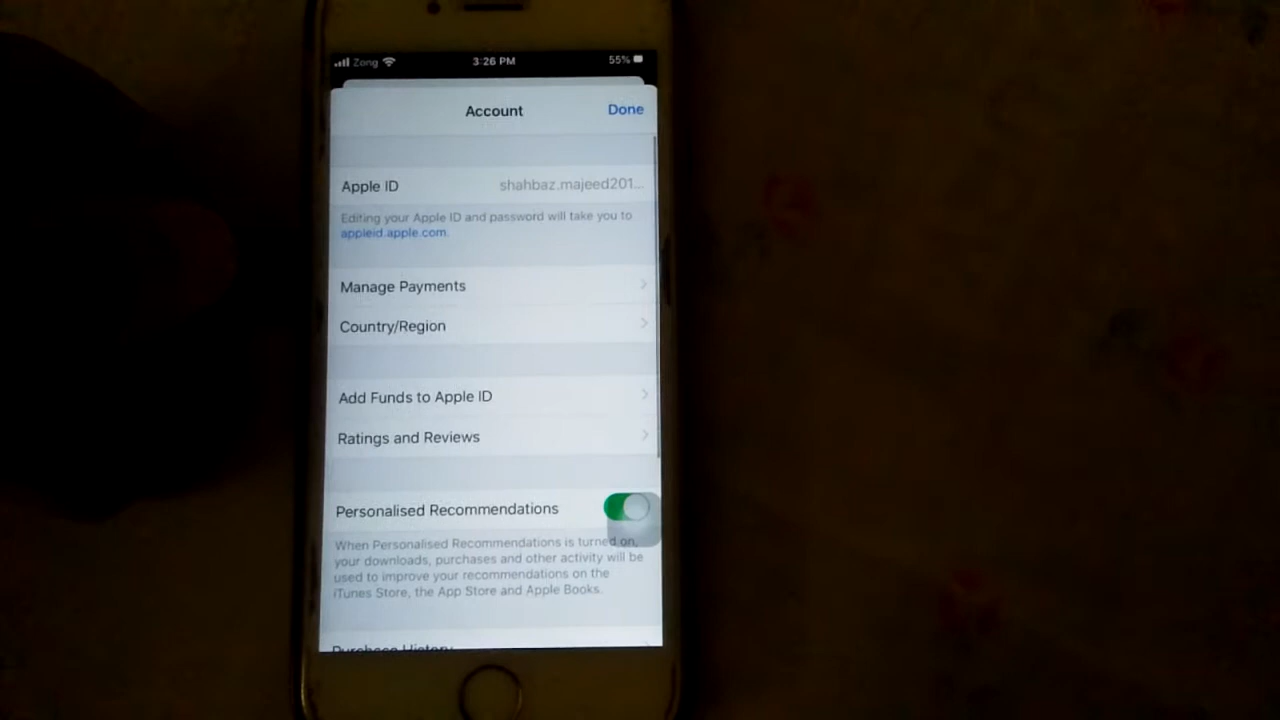 Zong 3:26 PM 55%
Account Done
Apple ID shahbaz.majeed201...
Editing your Apple ID and password will take you to
appleid.apple.com.
Manage Payments
Country/Region
Add Funds to Apple ID
Ratings and Reviews
Personalised Recommendations
When Personalised Recommendations is turned on,
your downloads, purchases and other activity will be
used to improve your recommendations on the
iTunes Store, the App Store and Apple Books.
Purchase History